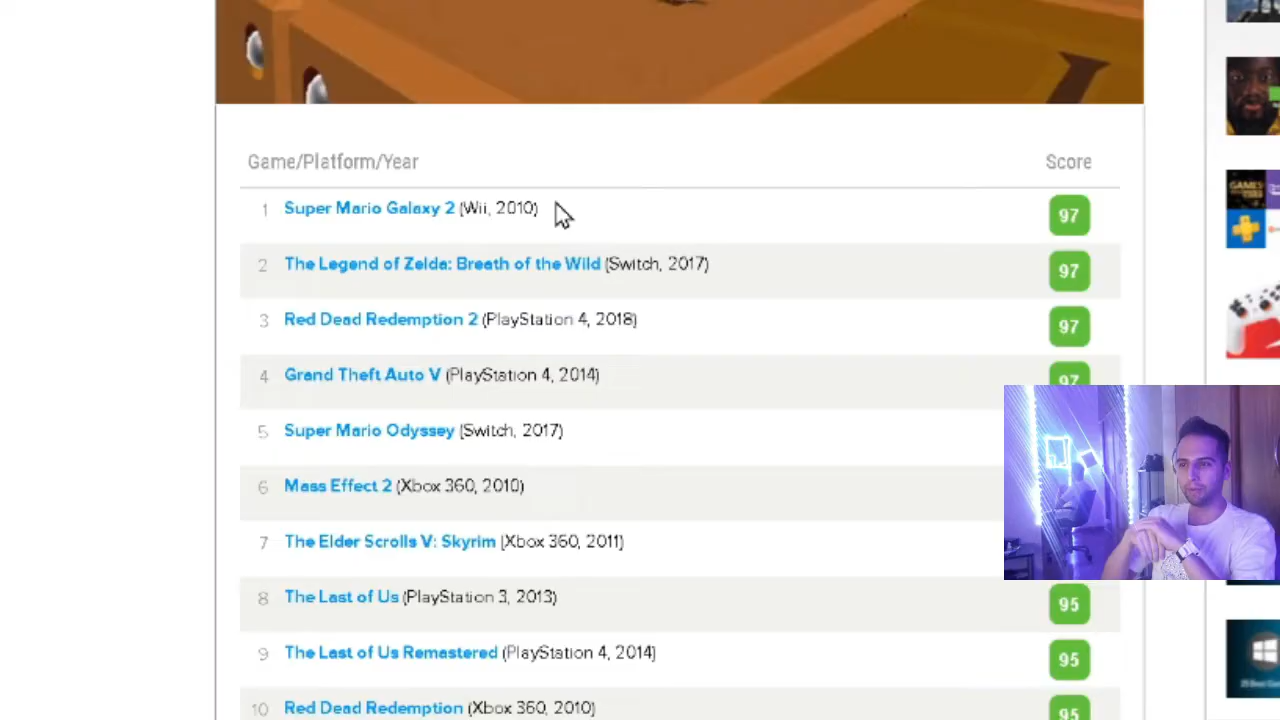 Game/Platform/Year Score
1 Super Mario Galaxy 2 (Wii, 2010) 97
2 The Legend of Zelda: Breath of the Wild (Switch, 2017) 97
3 Red Dead Redemption 2 (PlayStation 4, 2018) 97
4 Grand Theft Auto V (PlayStation 4, 2014) 97
5 Super Mario Odyssey (Switch, 2017)
6 Mass Effect 2 (Xbox 360, 2010)
7 The Elder Scrolls V: Skyrim (Xbox 360, 2011)
8 The Last of Us (PlayStation 3, 2013) 95
9 The Last of Us Remastered (PlayStation 4, 2014) 95
10 Red Dead Redemption (Xbox 360, 2010) 95